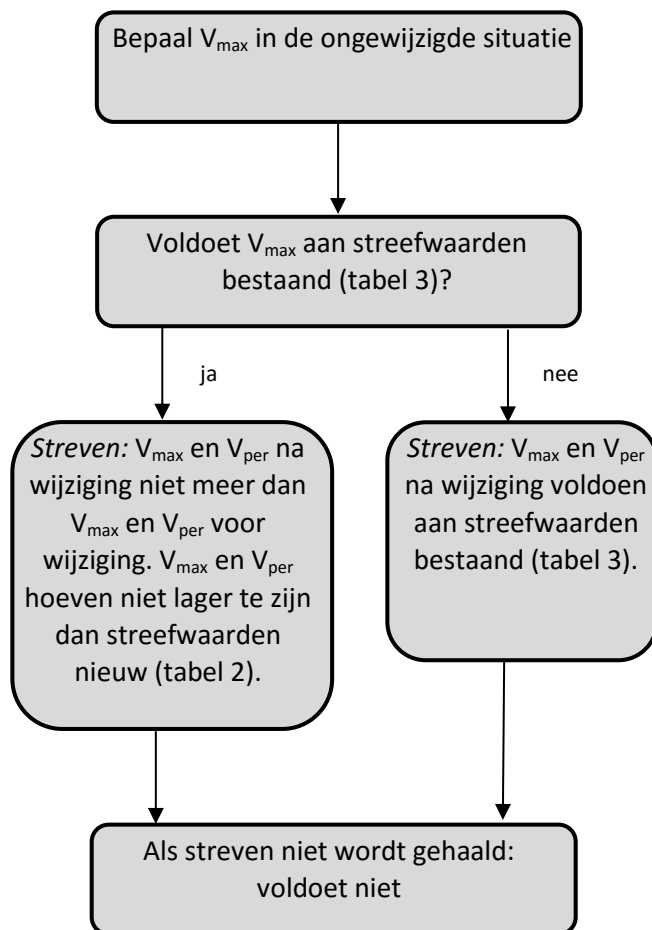 Bepaal Vmax in de ongewijzigde situatie
Voldoet Vmax aan streefwaarden
bestaand (tabel 3)?
ja
nee
Streven: Vmax en Vper na
wijziging niet meer dan
Vmax en Vper voor
wijziging. Vmax en Vper
hoeven niet lager te zijn
dan streefwaarden
nieuw (tabel 2).
Streven: Vmax en Vper
na wijziging voldoen
aan streefwaarden
bestaand (tabel 3).
Als streven niet wordt gehaald:
voldoet niet